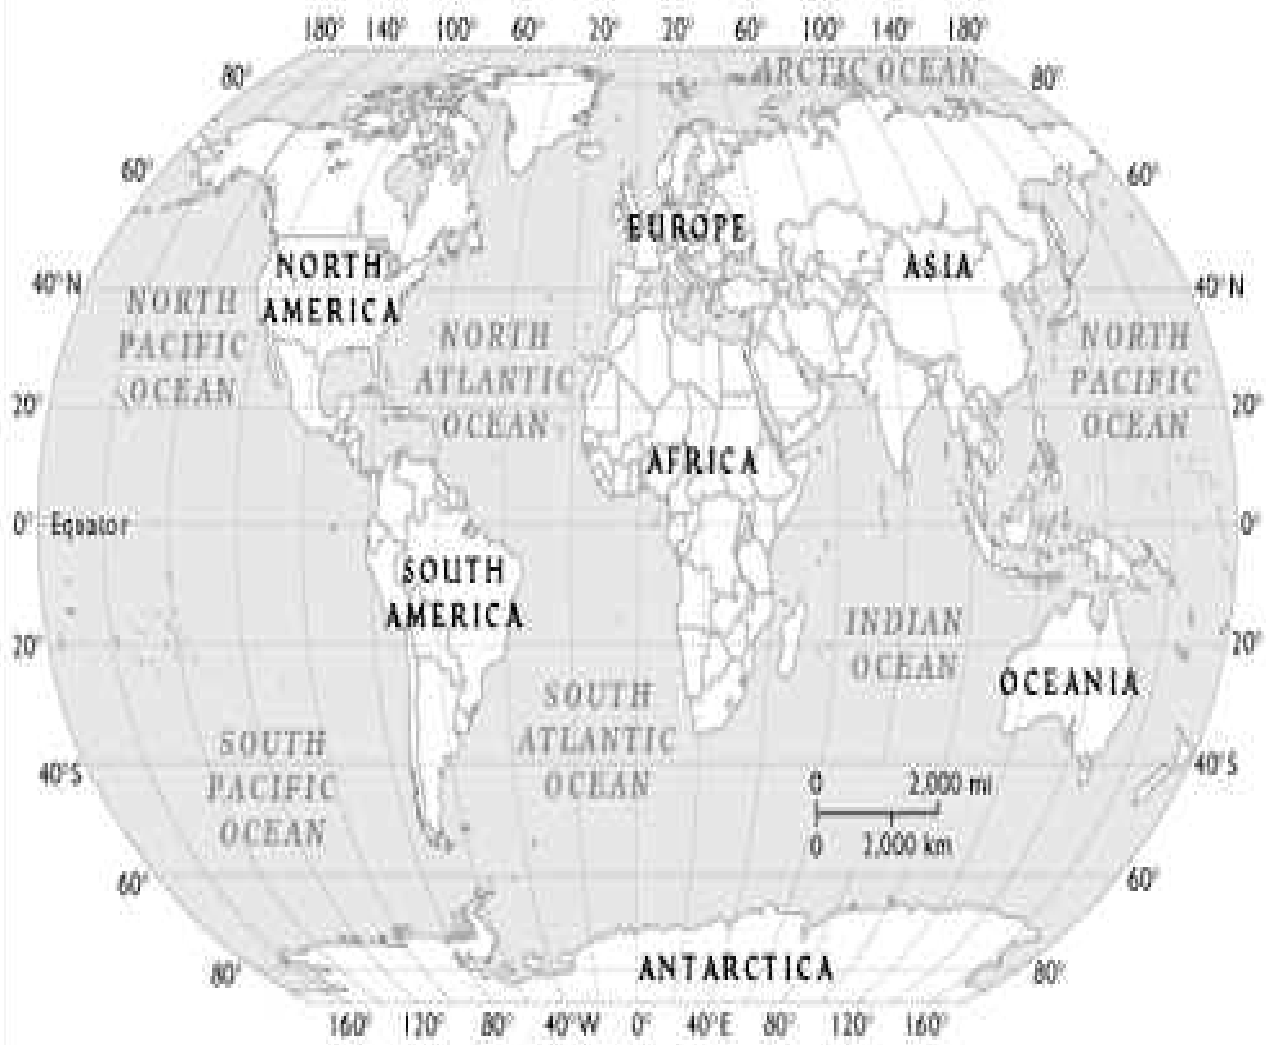 180° 140° 100° 60° 20° 20° 60° 100° 140° 180°
ARCTIC OCEAN
80° 80°
60° 60°
EUROPE
NORTH
AMERICA
ASIA
40°N 40°N
NORTH
PACIFIC
OCEAN
NORTH
ATLANTIC
OCEAN
NORTH
PACIFIC
OCEAN
20° 20°
AFRICA
0° Equator 0°
SOUTH
AMERICA
INDIAN
OCEAN
20° 20°
OCEANIA
SOUTH
ATLANTIC
OCEAN
SOUTH
PACIFIC
OCEAN
40°S 40°S
0 2,000 mi
0 2,000 km
60° 60°
ANTARCTICA
80° 80°
160° 120° 80° 40°W 0° 40°E 80° 120° 160°